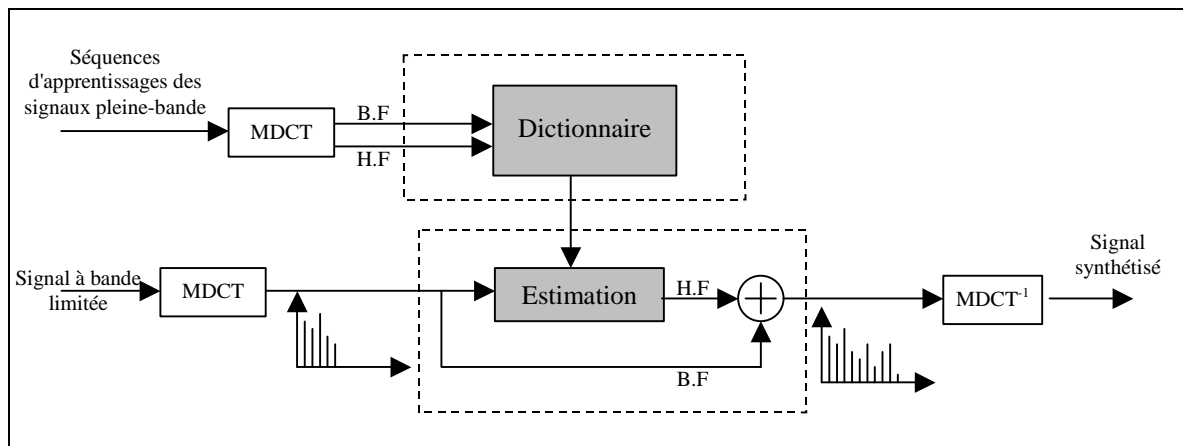 Séquences
d'apprentissages des
signaux pleine-bande
MDCT
B.F
H.F
Dictionnaire
Signal à bande
limitée
MDCT
Estimation
H.F
B.F
MDCT-1
Signal
synthétisé